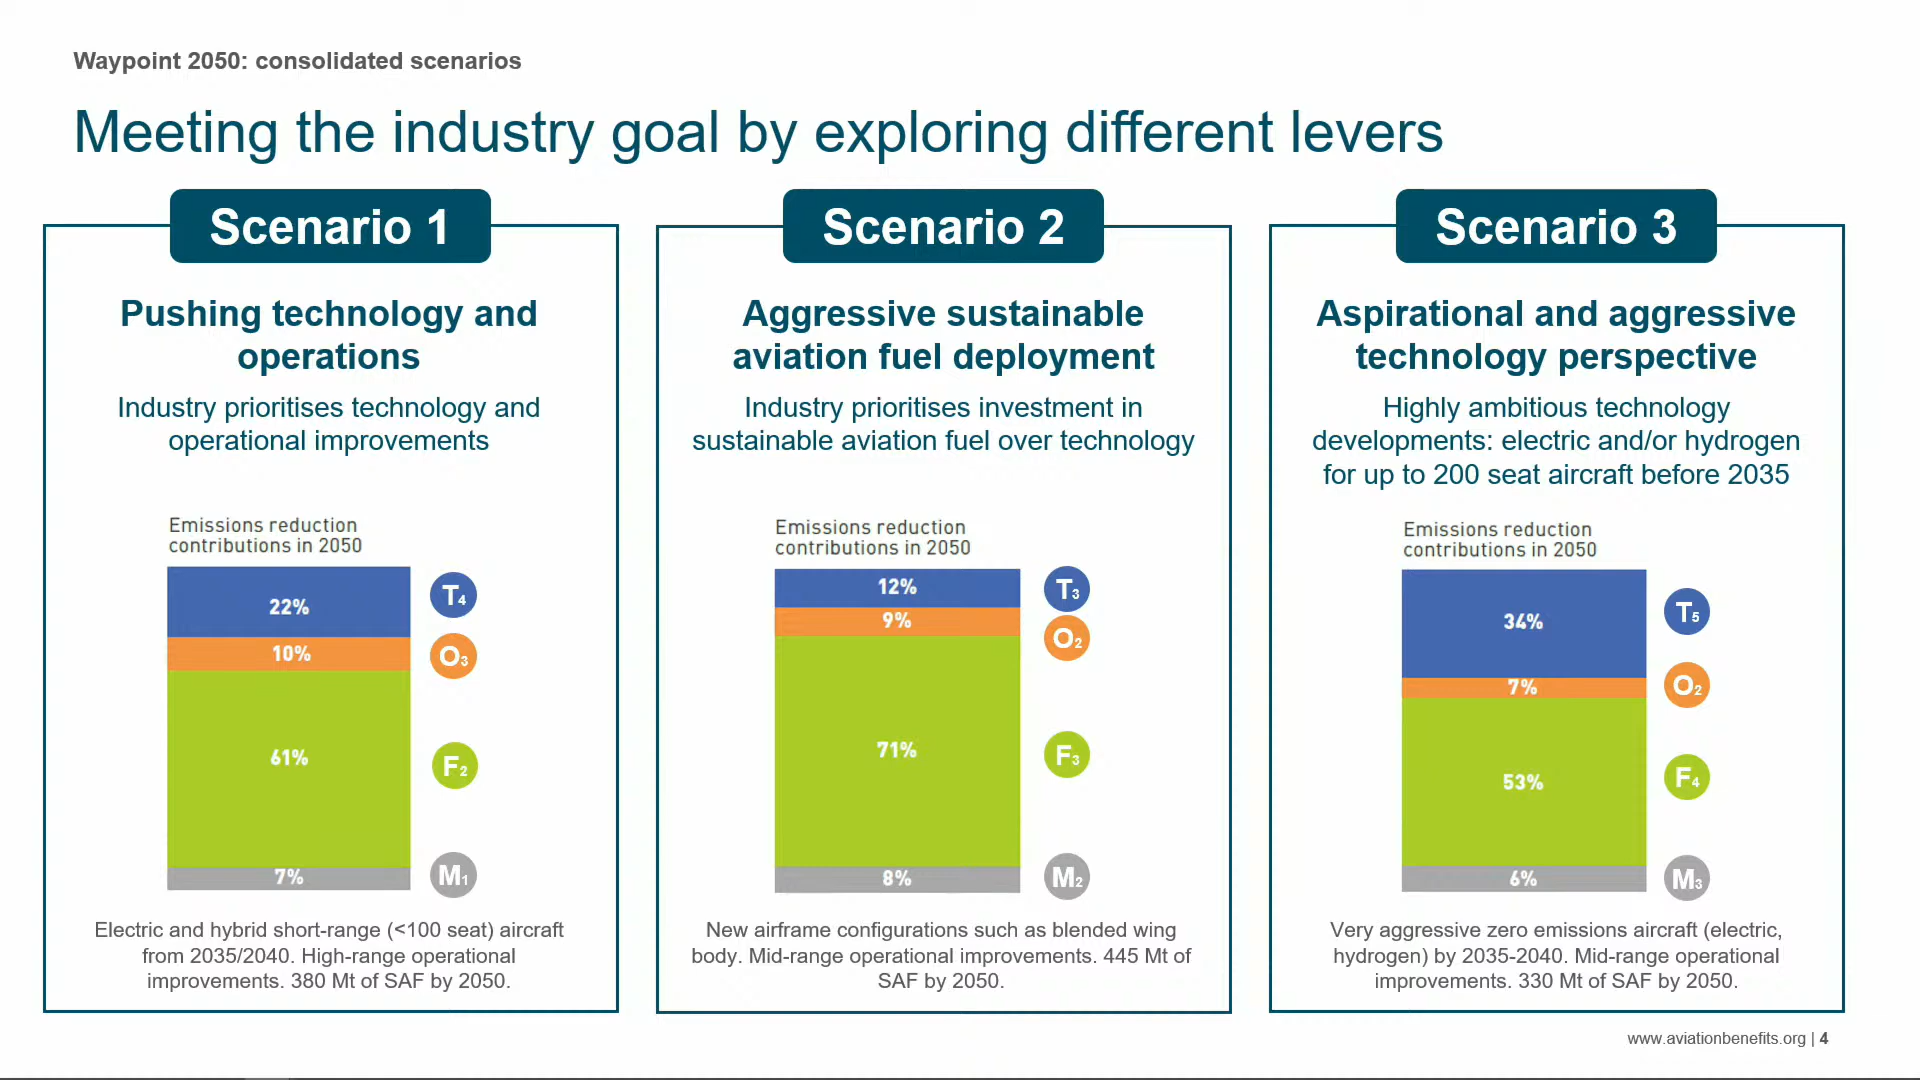 Waypoint 2050: consolidated scenarios
Meeting the industry goal by exploring different levers
Scenario 1
Pushing technology and
operations
Industry prioritises technology and
operational improvements
Emissions reduction
contributions in 2050
22%
T4
10%
O3
61%
F2
7%
M1
Electric and hybrid short-range (<100 seat) aircraft
from 2035/2040. High-range operational
improvements. 380 Mt of SAF by 2050.
Scenario 2
Aggressive sustainable
aviation fuel deployment
Industry prioritises investment in
sustainable aviation fuel over technology
Emissions reduction
contributions in 2050
12%
T3
9%
O2
71%
F3
8%
M2
New airframe configurations such as blended wing
body. Mid-range operational improvements. 445 Mt of
SAF by 2050.
Scenario 3
Aspirational and aggressive
technology perspective
Highly ambitious technology
developments: electric and/or hydrogen
for up to 200 seat aircraft before 2035
Emissions reduction
contributions in 2050
34%
T5
7%
O2
53%
F4
6%
M3
Very aggressive zero emissions aircraft (electric,
hydrogen) by 2035-2040. Mid-range operational
improvements. 330 Mt of SAF by 2050.
www.aviationbenefits.org | 4